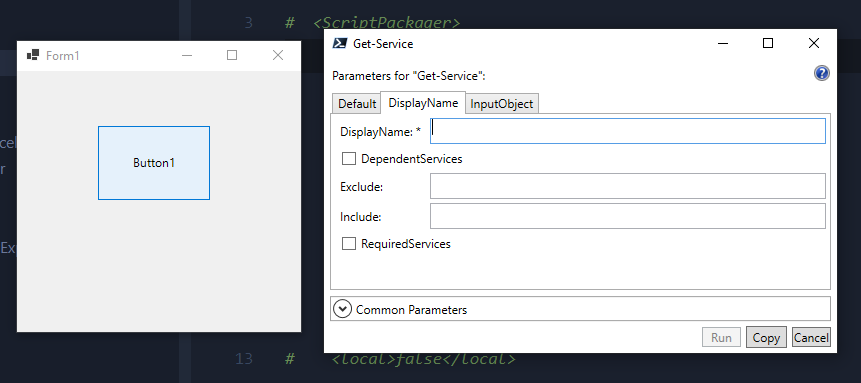 3 # <ScriptPackager>
Form1
Button1
cel
r
Exp
Get-Service
Parameters for "Get-Service":
?
Default DisplayName InputObject
DisplayName: *
DependentServices
Exclude:
Include:
RequiredServices
Common Parameters
Run Copy Cancel
13 # <local>false</local>